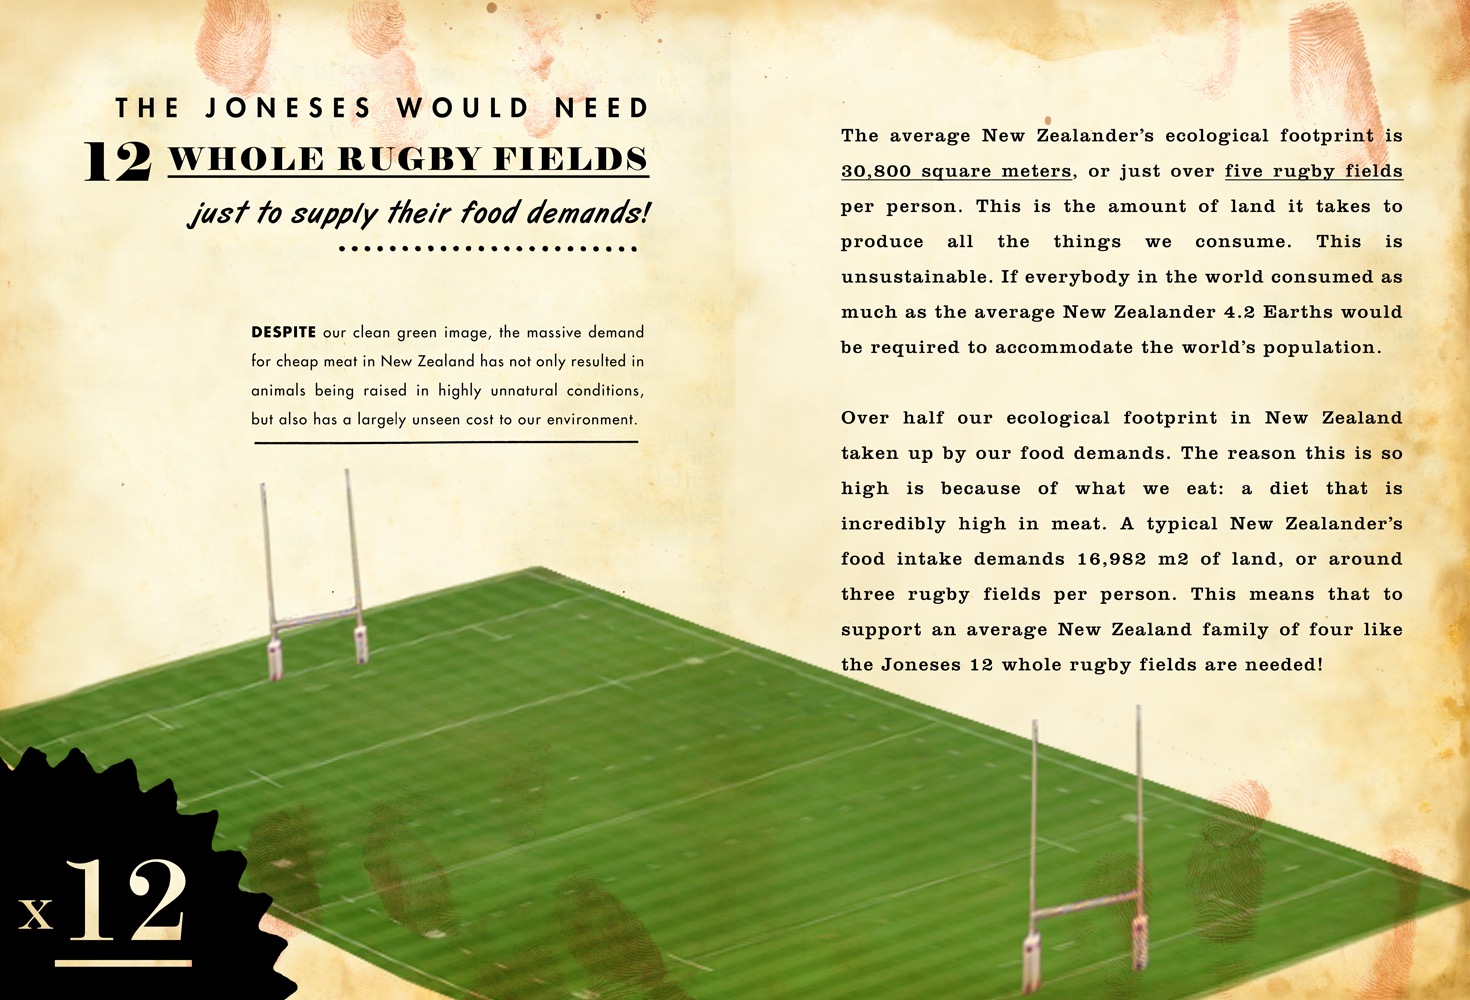 THE JONESES WOULD NEED
12 WHOLE RUGBY FIELDS
just to supply their food demands!
DESPITE our clean green image, the massive demand
for cheap meat in New Zealand has not only resulted in
animals being raised in highly unnatural conditions,
but also has a largely unseen cost to our environment.
x12
The average New Zealander's ecological footprint is
30,800 square meters, or just over five rugby fields
per person. This is the amount of land it takes to
produce all the things we consume. This is
unsustainable. If everybody in the world consumed as
much as the average New Zealander 4.2 Earths would
be required to accommodate the world's population.
Over half our ecological footprint in New Zealand
taken up by our food demands. The reason this is so
high is because of what we eat: a diet that is
incredibly high in meat. A typical New Zealander's
food intake demands 16,982 m2 of land, or around
three rugby fields per person. This means that to
support an average New Zealand family of four like
the Joneses 12 whole rugby fields are needed!